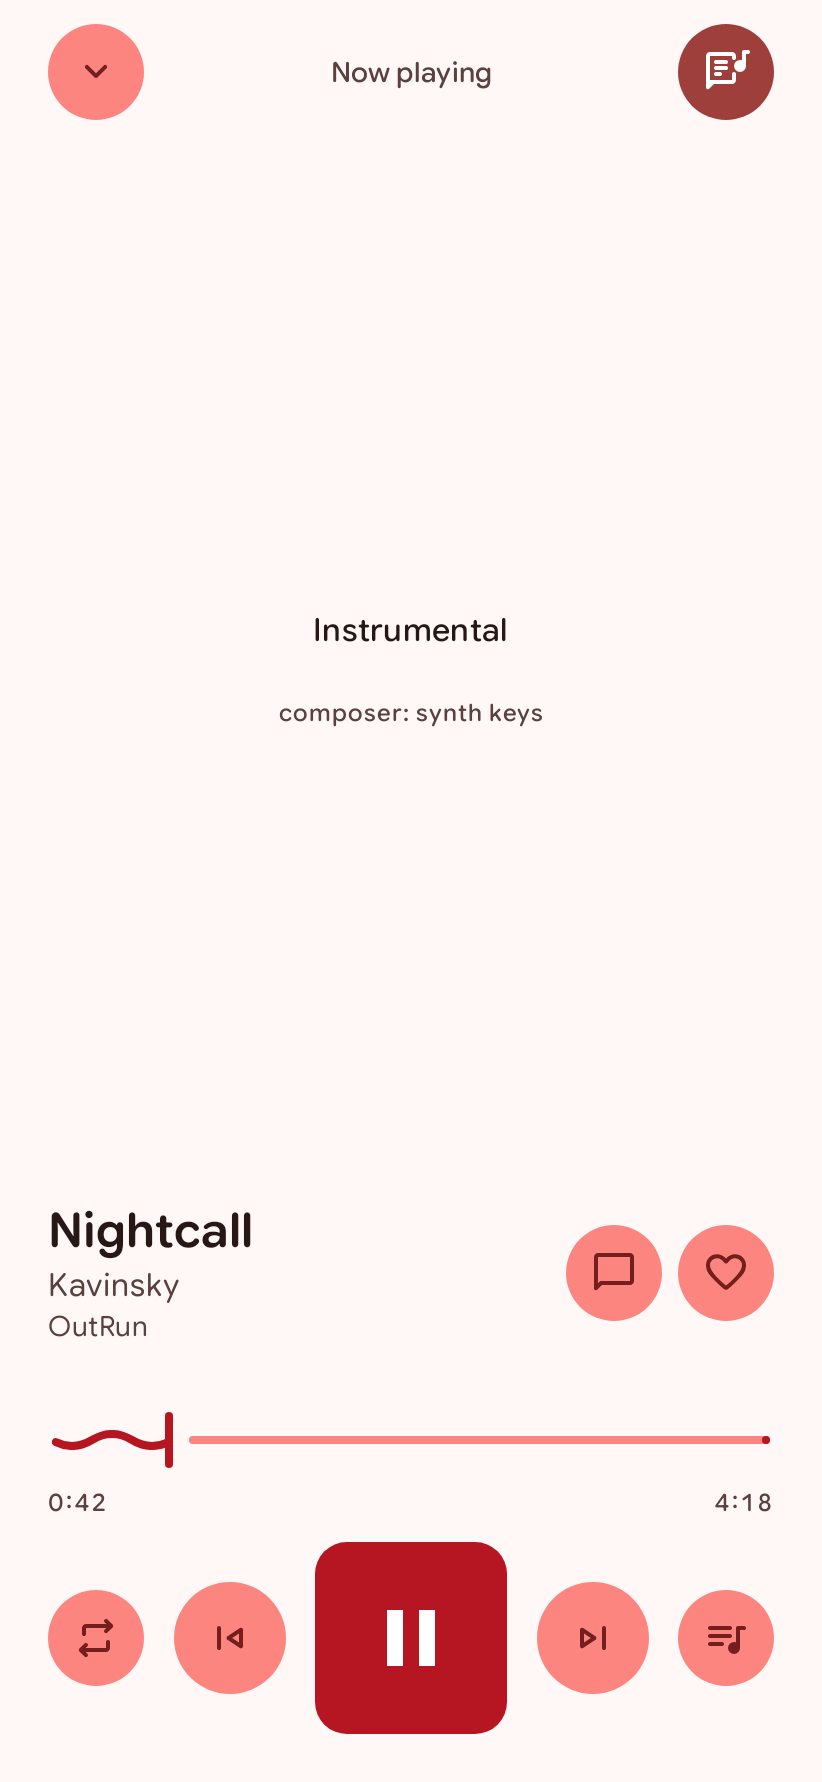 Now playing
Instrumental
composer: synth keys
Nightcall
Kavinsky
OutRun
0:42
4:18